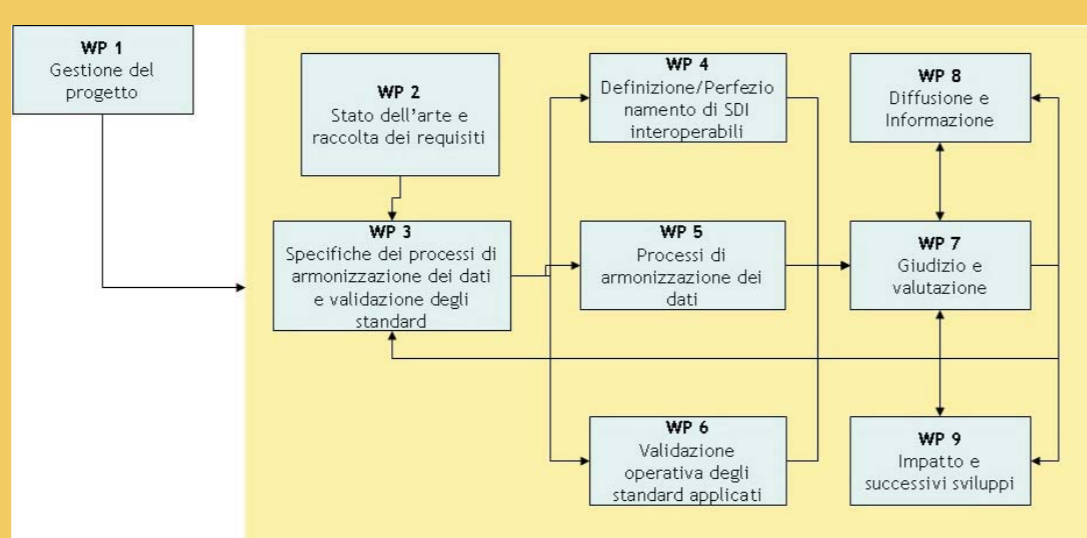 WP 1
Gestione del
progetto
WP 2
Stato dell'arte e
raccolta dei requisiti
WP 3
Specifiche dei processi di
armonizzazione dei dati
e validazione degli
standard
WP 4
Definizione/Perfezio
namento di SDI
interoperabili
WP 5
Processi di
armonizzazione dei
dati
WP 6
Validazione
operativa degli
standard applicati
WP 8
Diffusione e
Informazione
WP 7
Giudizio e
valutazione
WP 9
Impatto e
successivi sviluppi